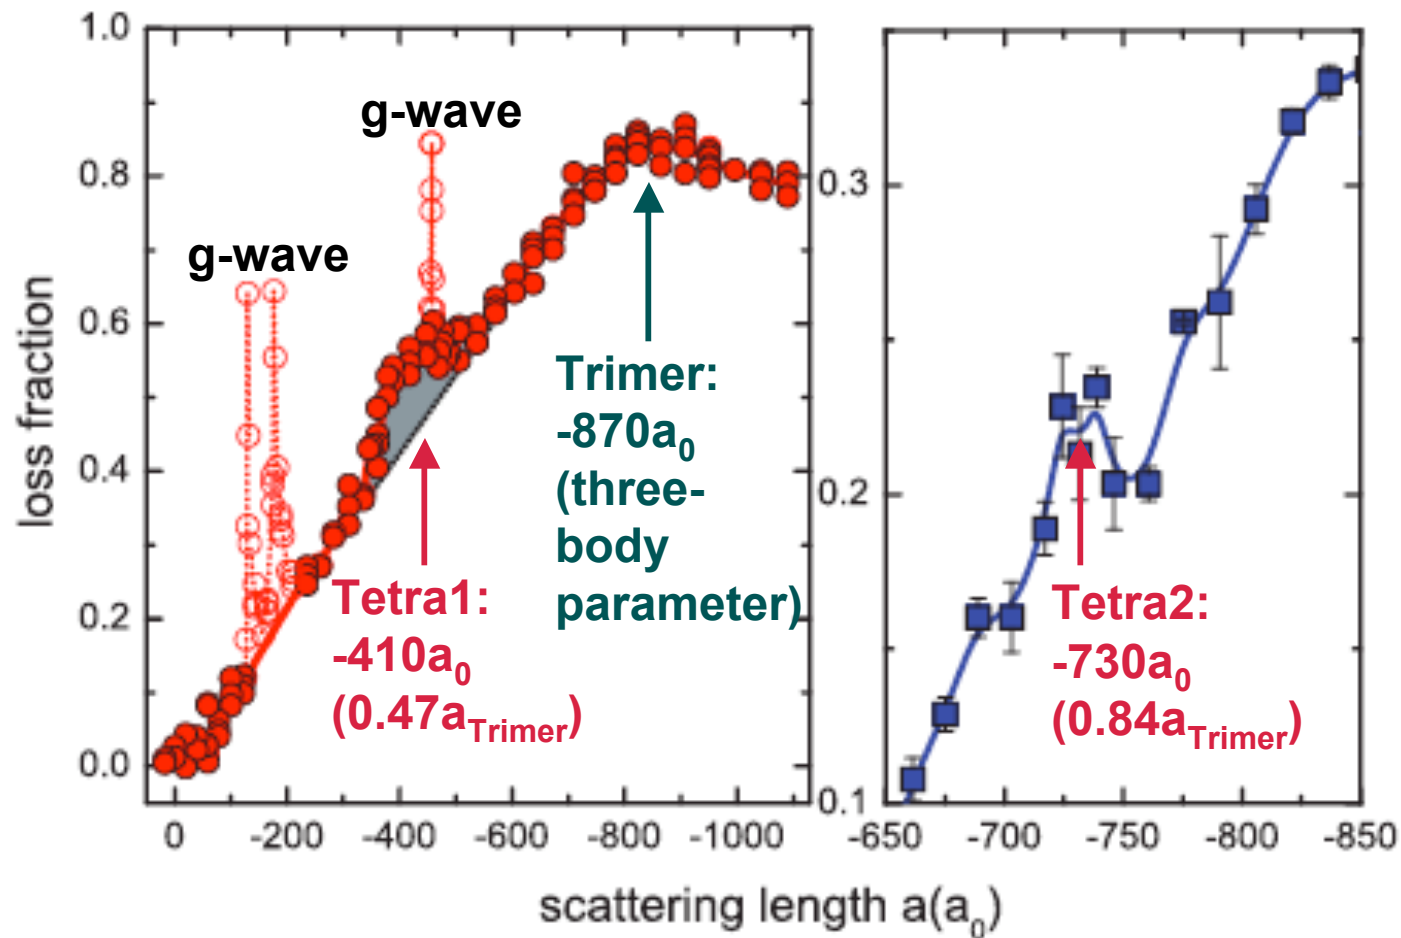 g-wave
g-wave
loss fraction
1.0
0.8
0.6
0.4
0.2
0.0
0
-200
-400
-600
-800
-1000
Trimer:
-870a0
(three-
body
parameter)
Tetra1:
-410a0
(0.47aTrimer)
0.3
0.2
0.1
-650
-700
-750
-800
-850
Tetra2:
-730a0
(0.84aTrimer)
scattering length a(a0)